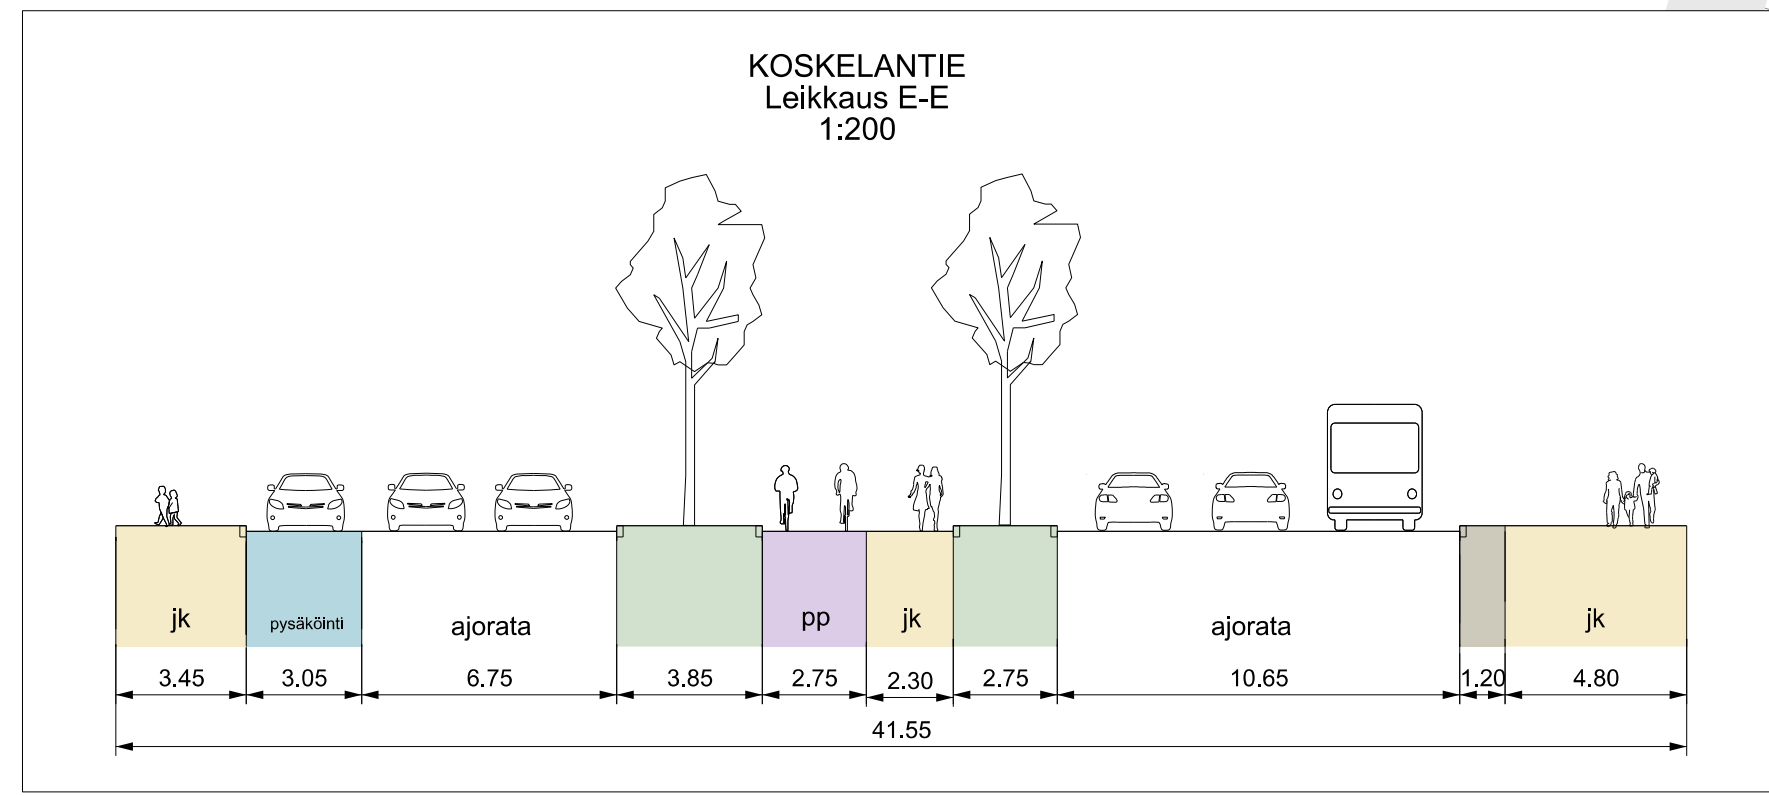 KOSKELANTIE
Leikkaus E-E
1:200
jk
pysäköinti
ajorata
pp
jk
ajorata
jk
3.45
3.05
6.75
3.85
2.75
2.30
2.75
10.65
1.20
4.80
41.55